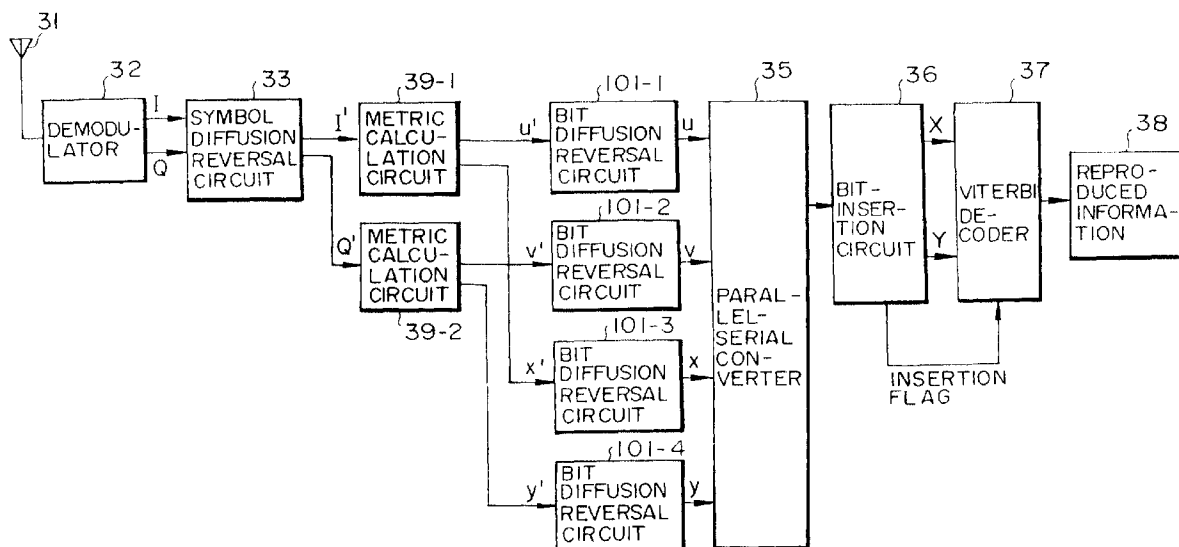 31
32
DEMODU-
LATOR
I
Q
33
SYMBOL
DIFFUSION
REVERSAL
CIRCUIT
I'
Q'
39-1
METRIC
CALCU-
LATION
CIRCUIT
METRIC
CALCU-
LATION
CIRCUIT
39-2
u'
v'
x'
y'
101-1
BIT
DIFFUSION
REVERSAL
CIRCUIT
101-2
BIT
DIFFUSION
REVERSAL
CIRCUIT
101-3
BIT
DIFFUSION
REVERSAL
CIRCUIT
101-4
BIT
DIFFUSION
REVERSAL
CIRCUIT
u
v
x
y
35
PARAL-
LEL-
SERIAL
CON-
VERTER
36
BIT-
INSER-
TION
CIRCUIT
X
Y
INSERTION
FLAG
37
VITERBI
DE-
CODER
38
REPRO-
DUCED
INFORMA-
TION